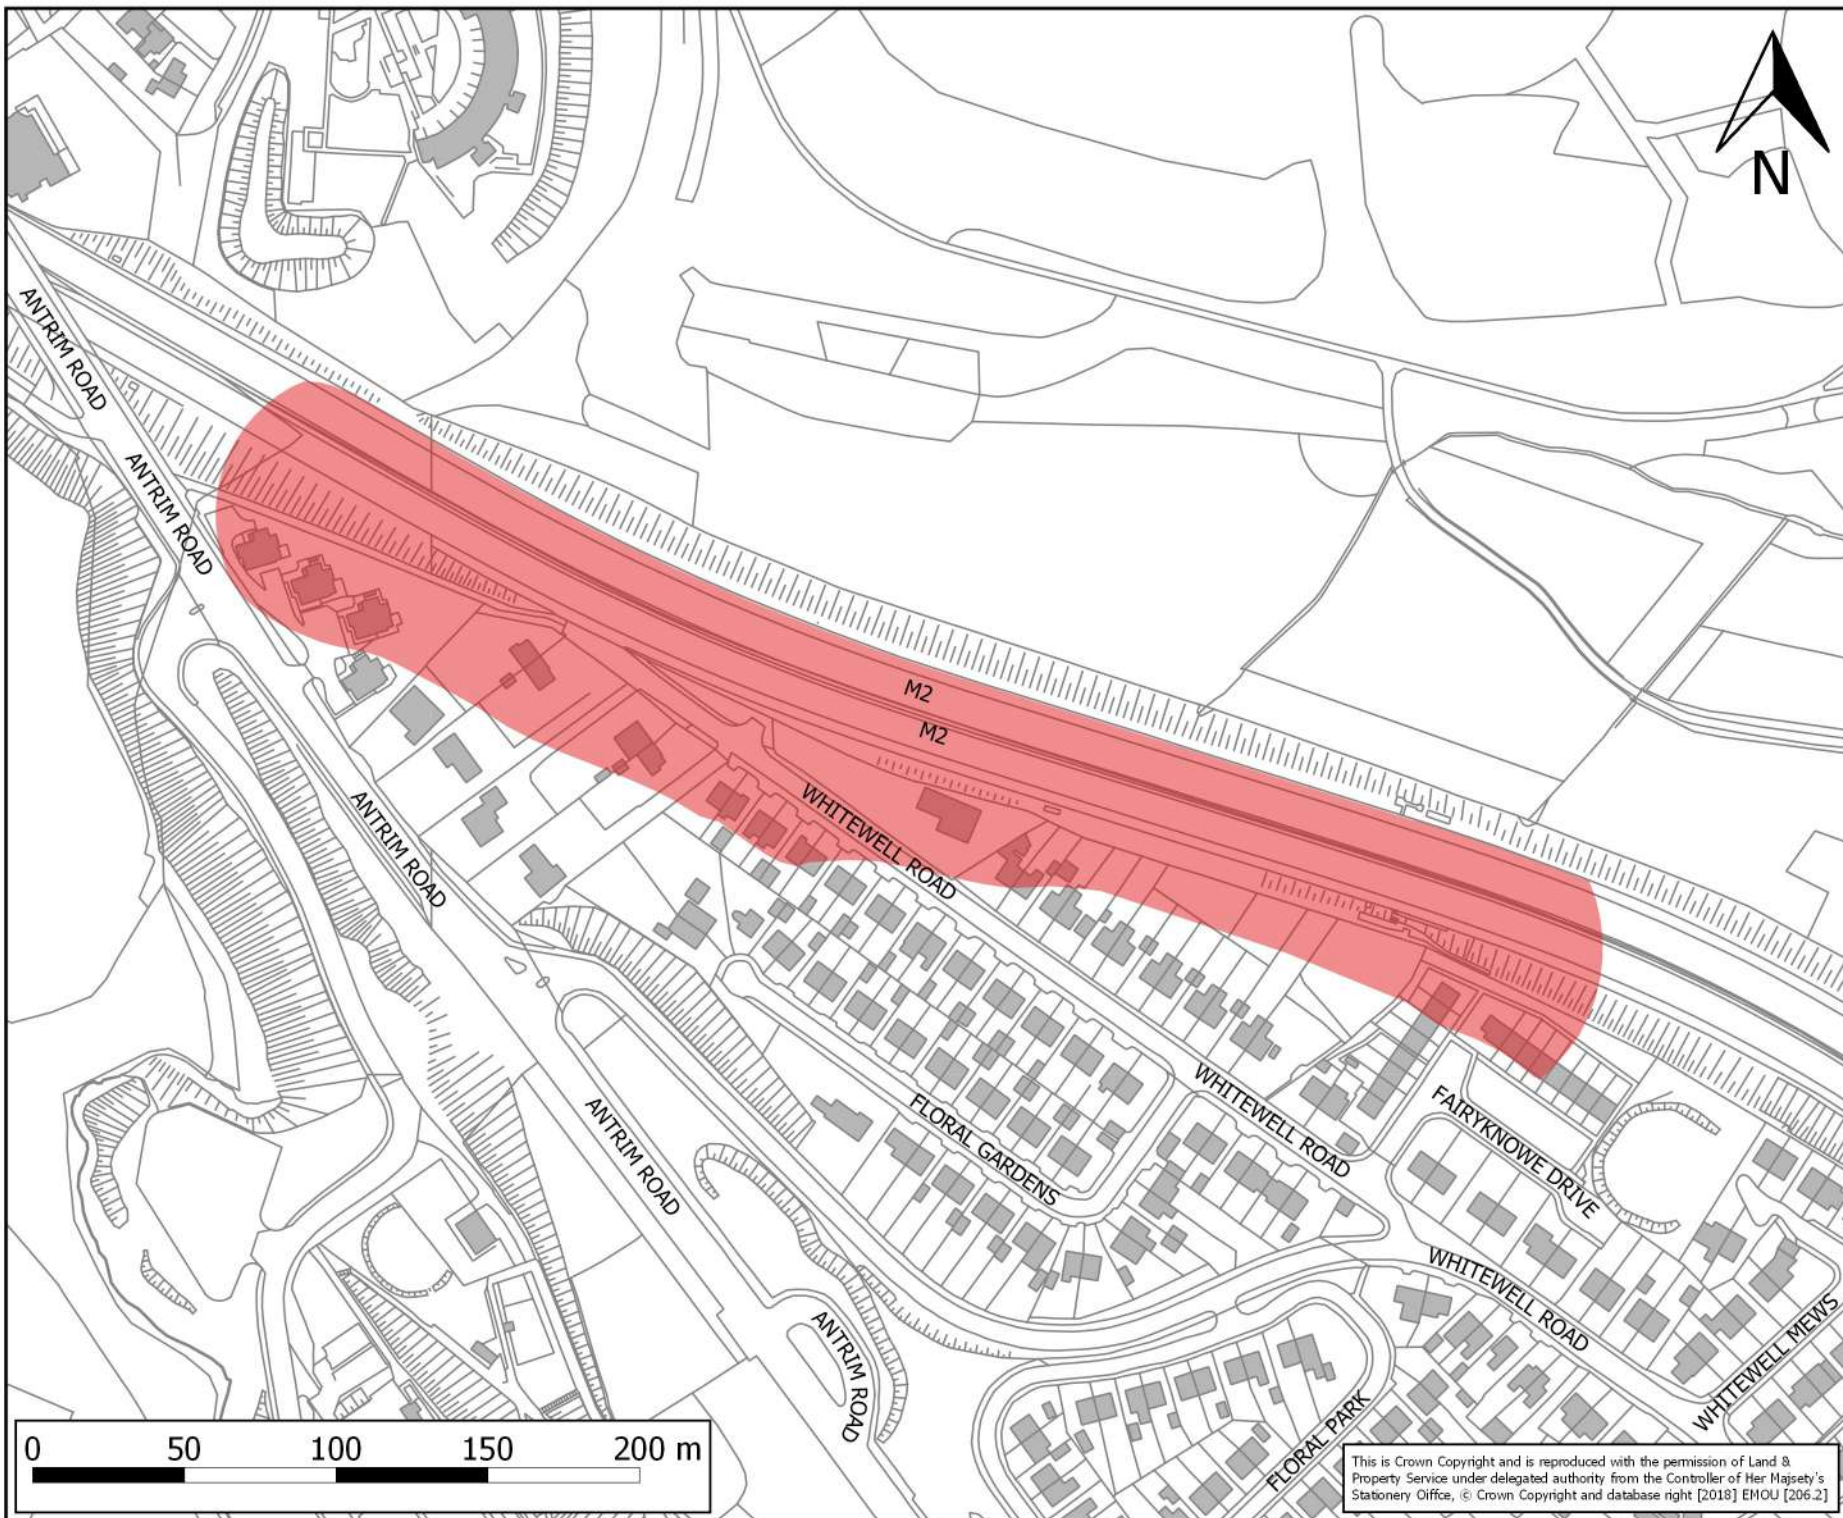 N
ANTRIM ROAD
ANTRIM ROAD
M2
M2
ANTRIM ROAD
WHITEWELL ROAD
ANTRIM ROAD
FLORAL GARDENS
WHITEWELL ROAD
FAIRYKNOWE DRIVE
WHITEWELL ROAD
WHITEWELL MEWS
ANTRIM ROAD
FLORAL PARK
0 50 100 150 200 m
This is Crown Copyright and is reproduced with the permission of Land &
Property Service under delegated authority from the Controller of Her Majsety's
Stationery Oiffce, © Crown Copyright and database right [2018] EMOU [206.2]